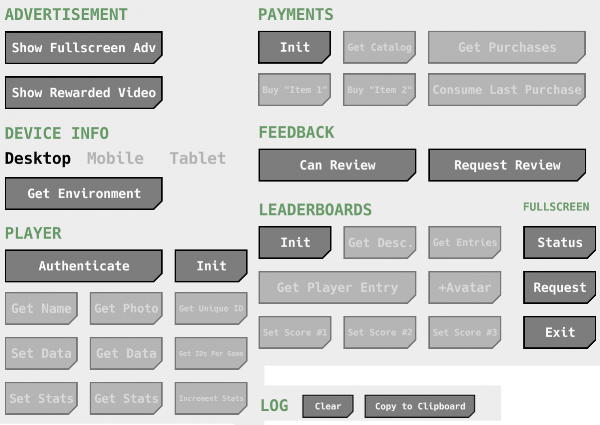 ADVERTISEMENT
Show Fullscreen Adv
Show Rewarded Video
DEVICE INFO
Desktop Mobile Tablet
Get Environment
PLAYER
Authenticate Init
Get Name Get Photo Get Unique ID
Set Data Get Data Get IDs Per Game
Set Stats Get Stats Increment Stats
PAYMENTS
Init Get Catalog Get Purchases
Buy "Item 1" Buy "Item 2" Consume Last Purchase
FEEDBACK
Can Review Request Review
LEADERBOARDS
Init Get Desc. Get Entries
Get Player Entry +Avatar
Set Score #1 Set Score #2 Set Score #3
FULLSCREEN
Status
Request
Exit
LOG Clear Copy to Clipboard